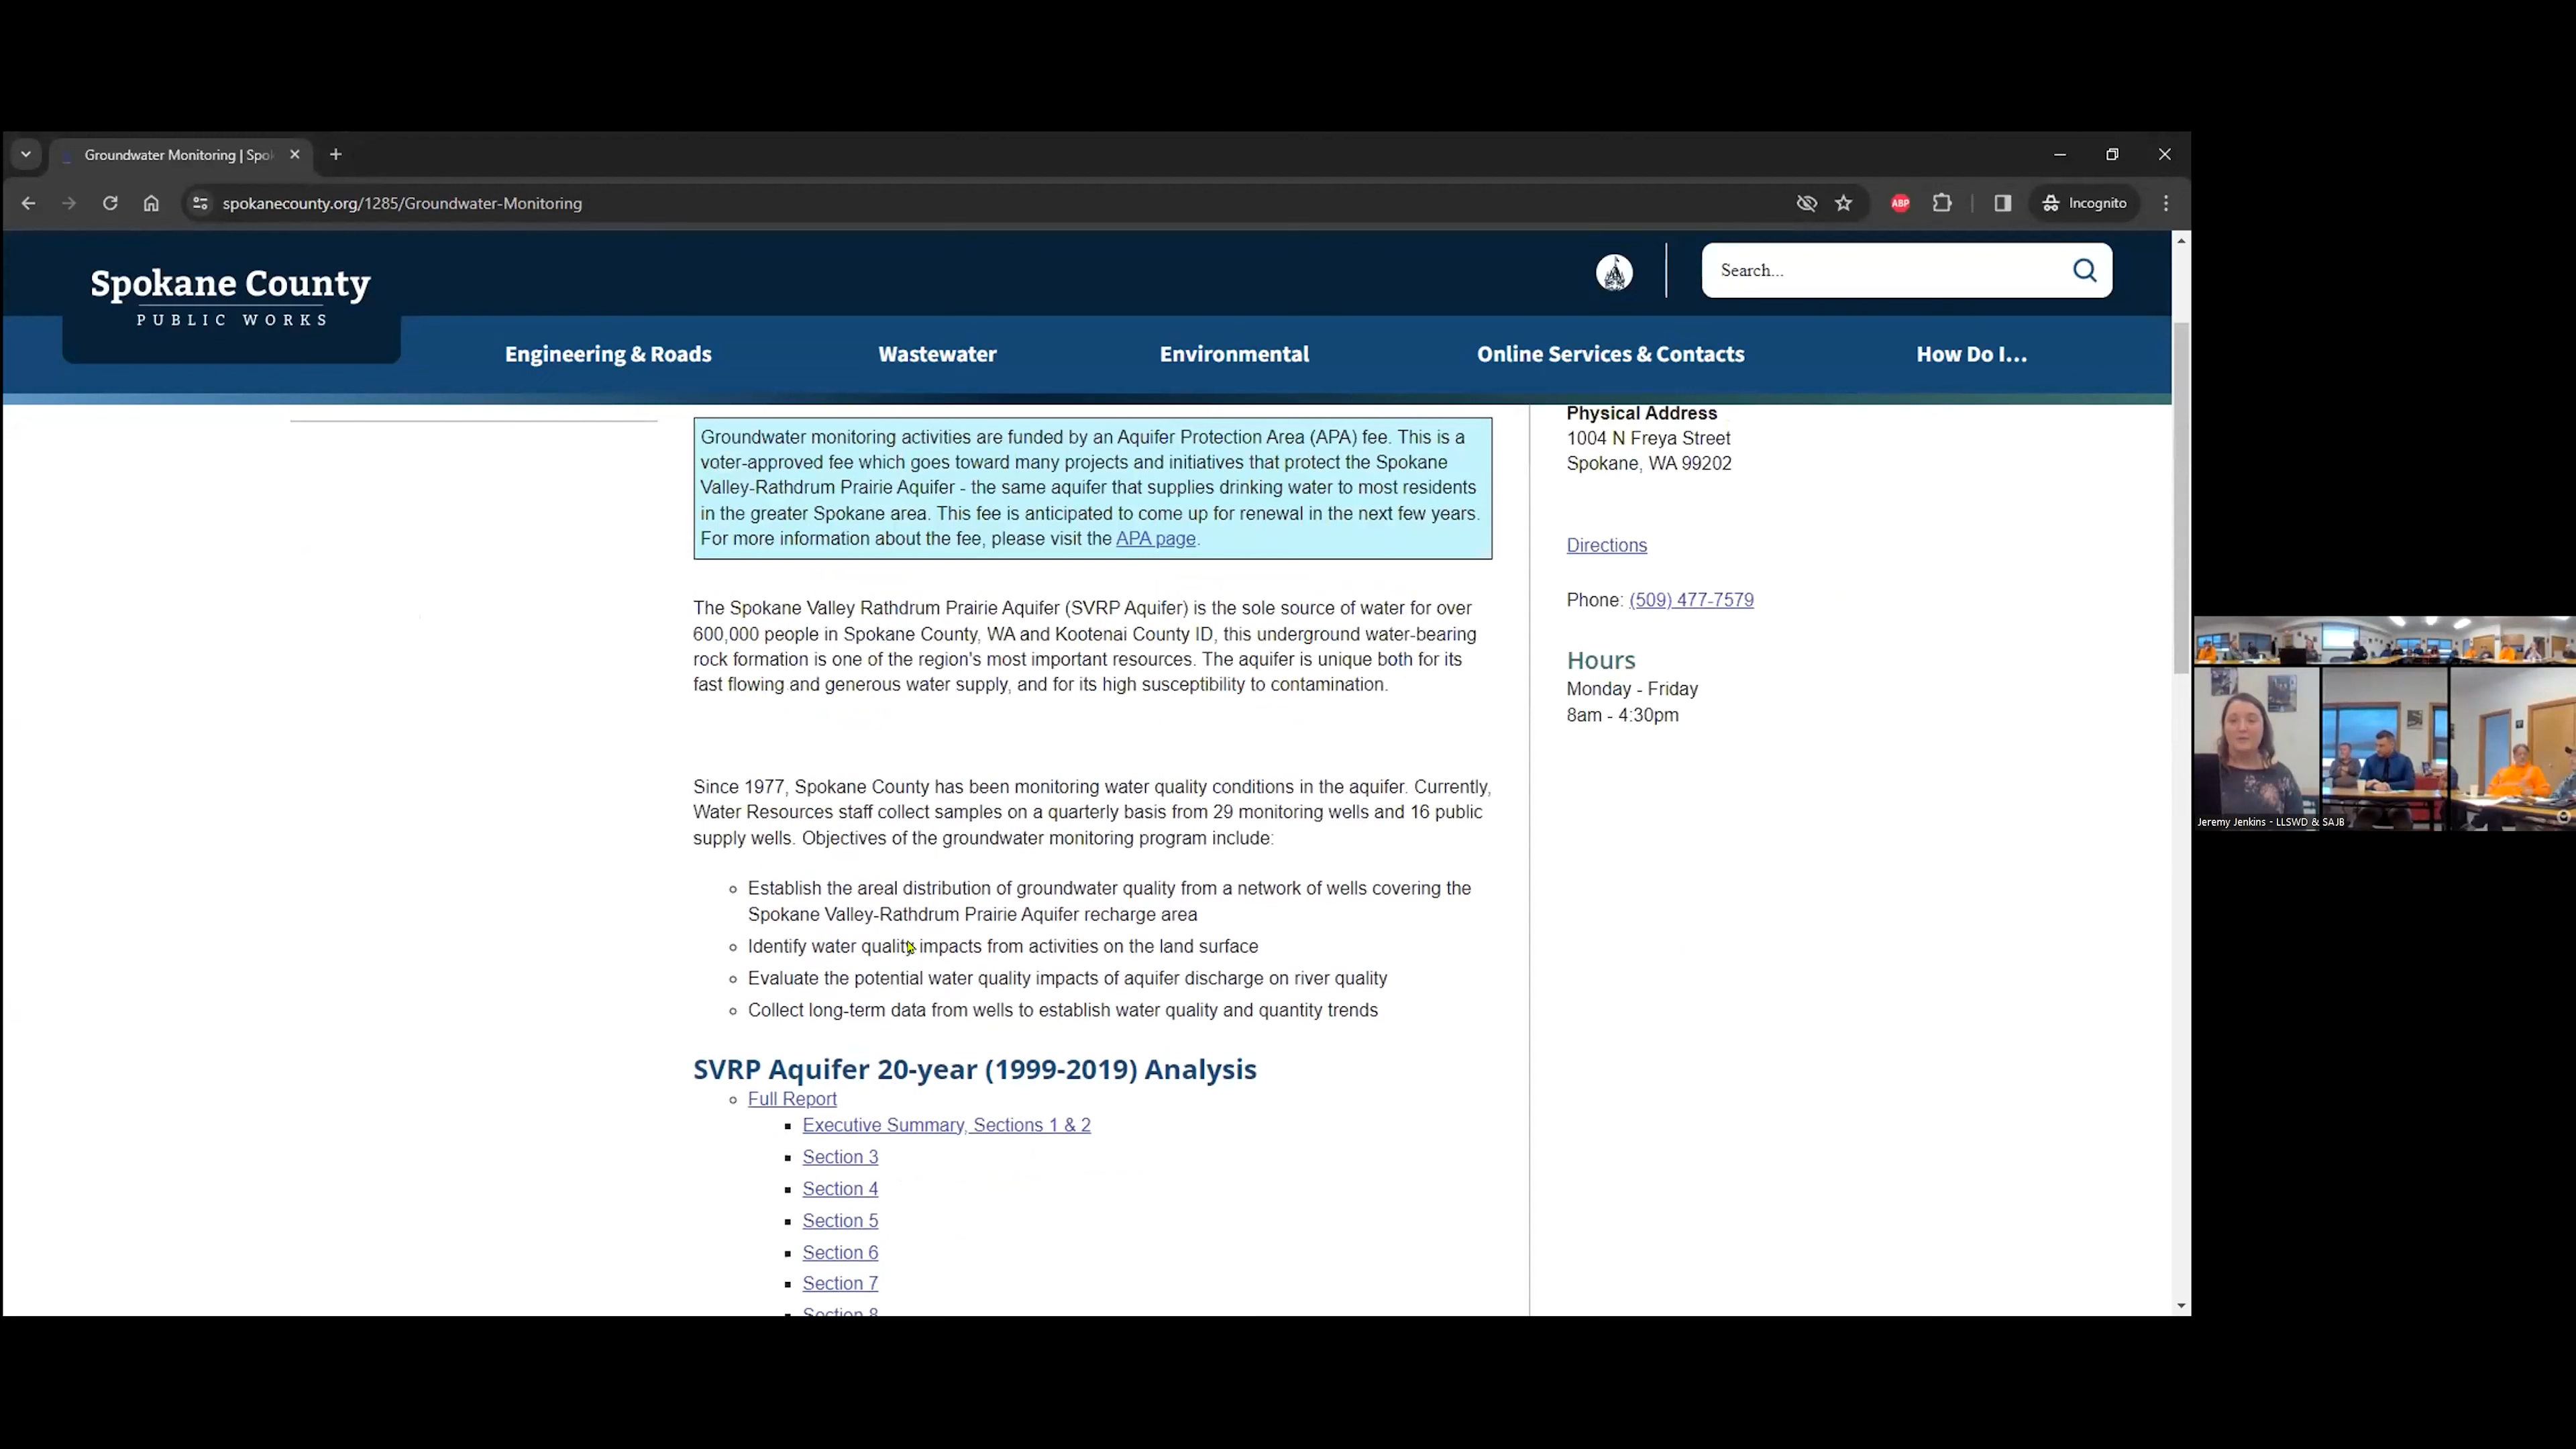 Groundwater Monitoring | Spo
spokanecounty.org/1285/Groundwater-Monitoring
ABP
Incognito
Spokane County
PUBLIC WORKS
Search...
Engineering & Roads
Wastewater
Environmental
Online Services & Contacts
How Do I...
Groundwater monitoring activities are funded by an Aquifer Protection Area (APA) fee. This is a
voter-approved fee which goes toward many projects and initiatives that protect the Spokane
Valley-Rathdrum Prairie Aquifer - the same aquifer that supplies drinking water to most residents
in the greater Spokane area. This fee is anticipated to come up for renewal in the next few years.
For more information about the fee, please visit the APA page.
The Spokane Valley Rathdrum Prairie Aquifer (SVRP Aquifer) is the sole source of water for over
600,000 people in Spokane County, WA and Kootenai County ID, this underground water-bearing
rock formation is one of the region's most important resources. The aquifer is unique both for its
fast flowing and generous water supply, and for its high susceptibility to contamination.
Since 1977, Spokane County has been monitoring water quality conditions in the aquifer. Currently,
Water Resources staff collect samples on a quarterly basis from 29 monitoring wells and 16 public
supply wells. Objectives of the groundwater monitoring program include:
Establish the areal distribution of groundwater quality from a network of wells covering the
Spokane Valley-Rathdrum Prairie Aquifer recharge area
Identify water quality impacts from activities on the land surface
Evaluate the potential water quality impacts of aquifer discharge on river quality
Collect long-term data from wells to establish water quality and quantity trends
SVRP Aquifer 20-year (1999-2019) Analysis
Full Report
Executive Summary, Sections 1 & 2
Section 3
Section 4
Section 5
Section 6
Section 7
Section 8
Physical Address
1004 N Freya Street
Spokane, WA 99202
Directions
Phone: (509) 477-7579
Hours
Monday - Friday
8am - 4:30pm
Jeremy Jenkins - LLSWD & SAJB